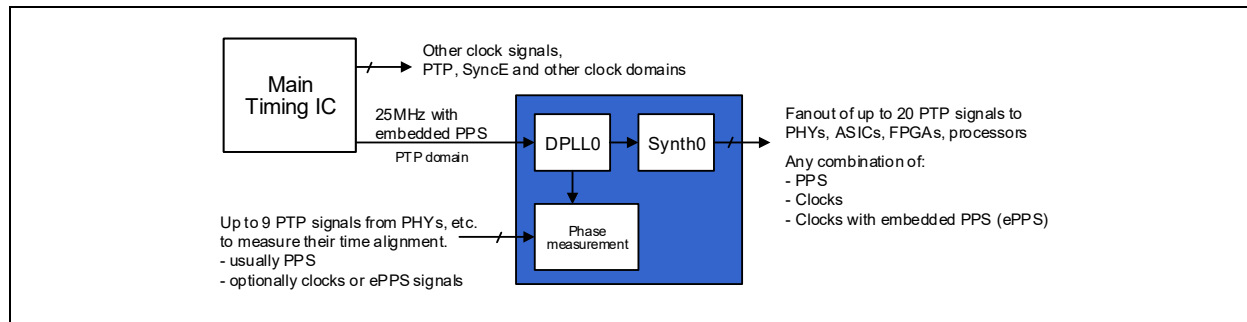 Main
Timing IC
Other clock signals,
PTP, SyncE and other clock domains
25MHz with
embedded PPS
PTP domain
DPLL0
Synth0
Phase
measurement
Fanout of up to 20 PTP signals to
PHYs, ASICs, FPGAs, processors
Any combination of:
- PPS
- Clocks
- Clocks with embedded PPS (ePPS)
Up to 9 PTP signals from PHYs, etc.
to measure their time alignment.
- usually PPS
- optionally clocks or ePPS signals